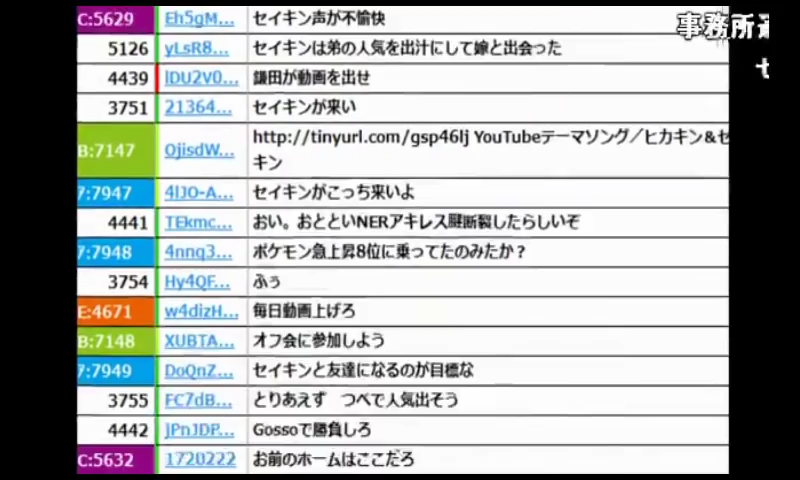 C:5629 Eh5gM... セイキン声が不愉快
事務所
5126 yLsR8... セイキンは弟の人気を出汁にして嫁と出会った
セ
4439 lDU2V0... 鎌田が動画を出せ
3751 21364... セイキンが来い
B:7147 OjisdW... http://tinyurl.com/gsp46lj YouTubeテーマソング／ヒカキン＆セ
キン
7:7947 4lJO-A... セイキンがこっち来いよ
4441 TEkmc... おい。おとといNERアキレス腱断裂したらしいぞ
7:7948 4nnq3... ポケモン急上昇8位に乗ってたのみたか？
3754 Hy4QF... ふぅ
E:4671 w4dizH... 毎日動画上げろ
B:7148 XUBTA... オフ会に参加しよう
7:7949 DoQnZ... セイキンと友達になるのが目標な
3755 FC7dB... とりあえず　つべで人気出そう
4442 jPnJDP... Gossoで勝負しろ
C:5632 1720222 お前のホームはここだろ